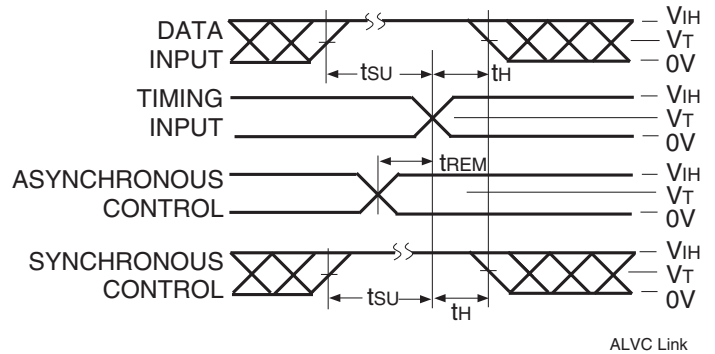 DATA
INPUT
tSU
tH
VIH
VT
0V
TIMING
INPUT
VIH
VT
0V
tREM
ASYNCHRONOUS
CONTROL
VIH
VT
0V
SYNCHRONOUS
CONTROL
tSU
tH
VIH
VT
0V
ALVC Link